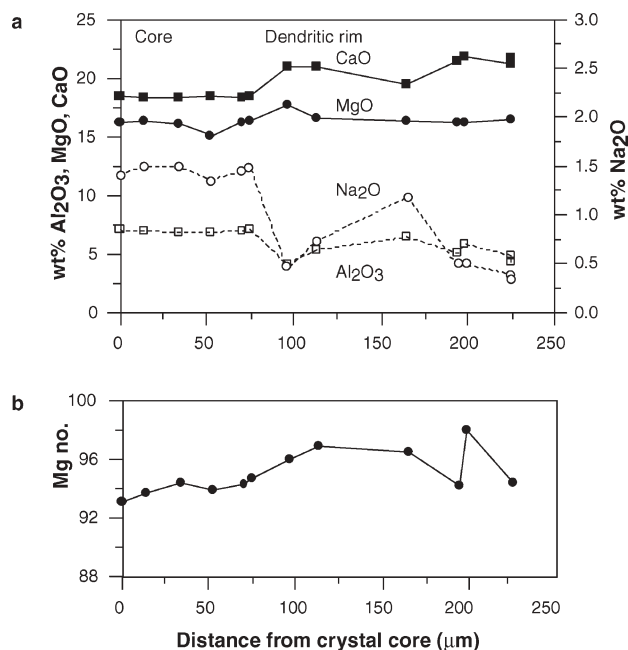 a
Core
Dendritic rim
CaO
MgO
Na2O
Al2O3
wt% Al2O3, MgO, CaO
wt% Na2O
25
20
15
10
5
0
3.0
2.5
2.0
1.5
1.0
0.5
0.0
0 50 100 150 200 250
b
Mg no.
100
96
92
88
0 50 100 150 200 250
Distance from crystal core (μm)